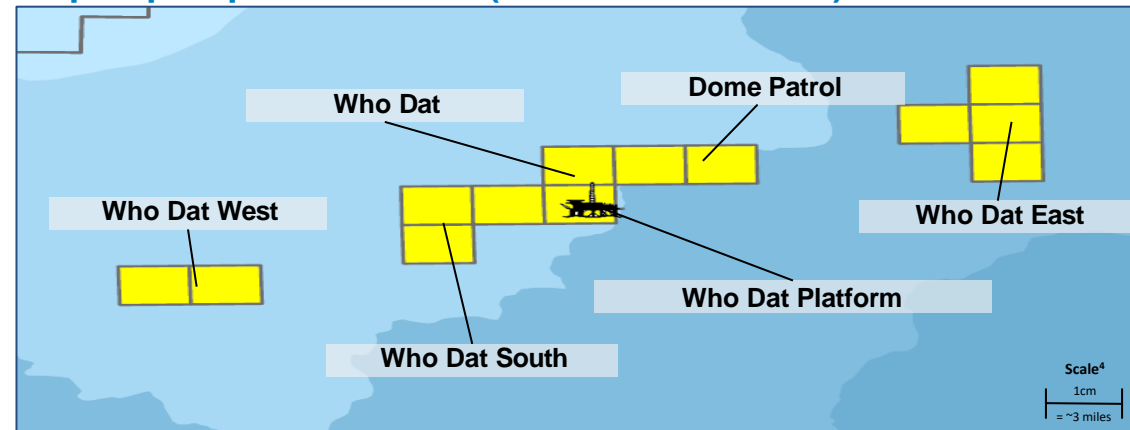 Dome Patrol
Who Dat
Who Dat West
Who Dat East
Who Dat Platform
Who Dat South
Scale4
1cm
= ~3 miles